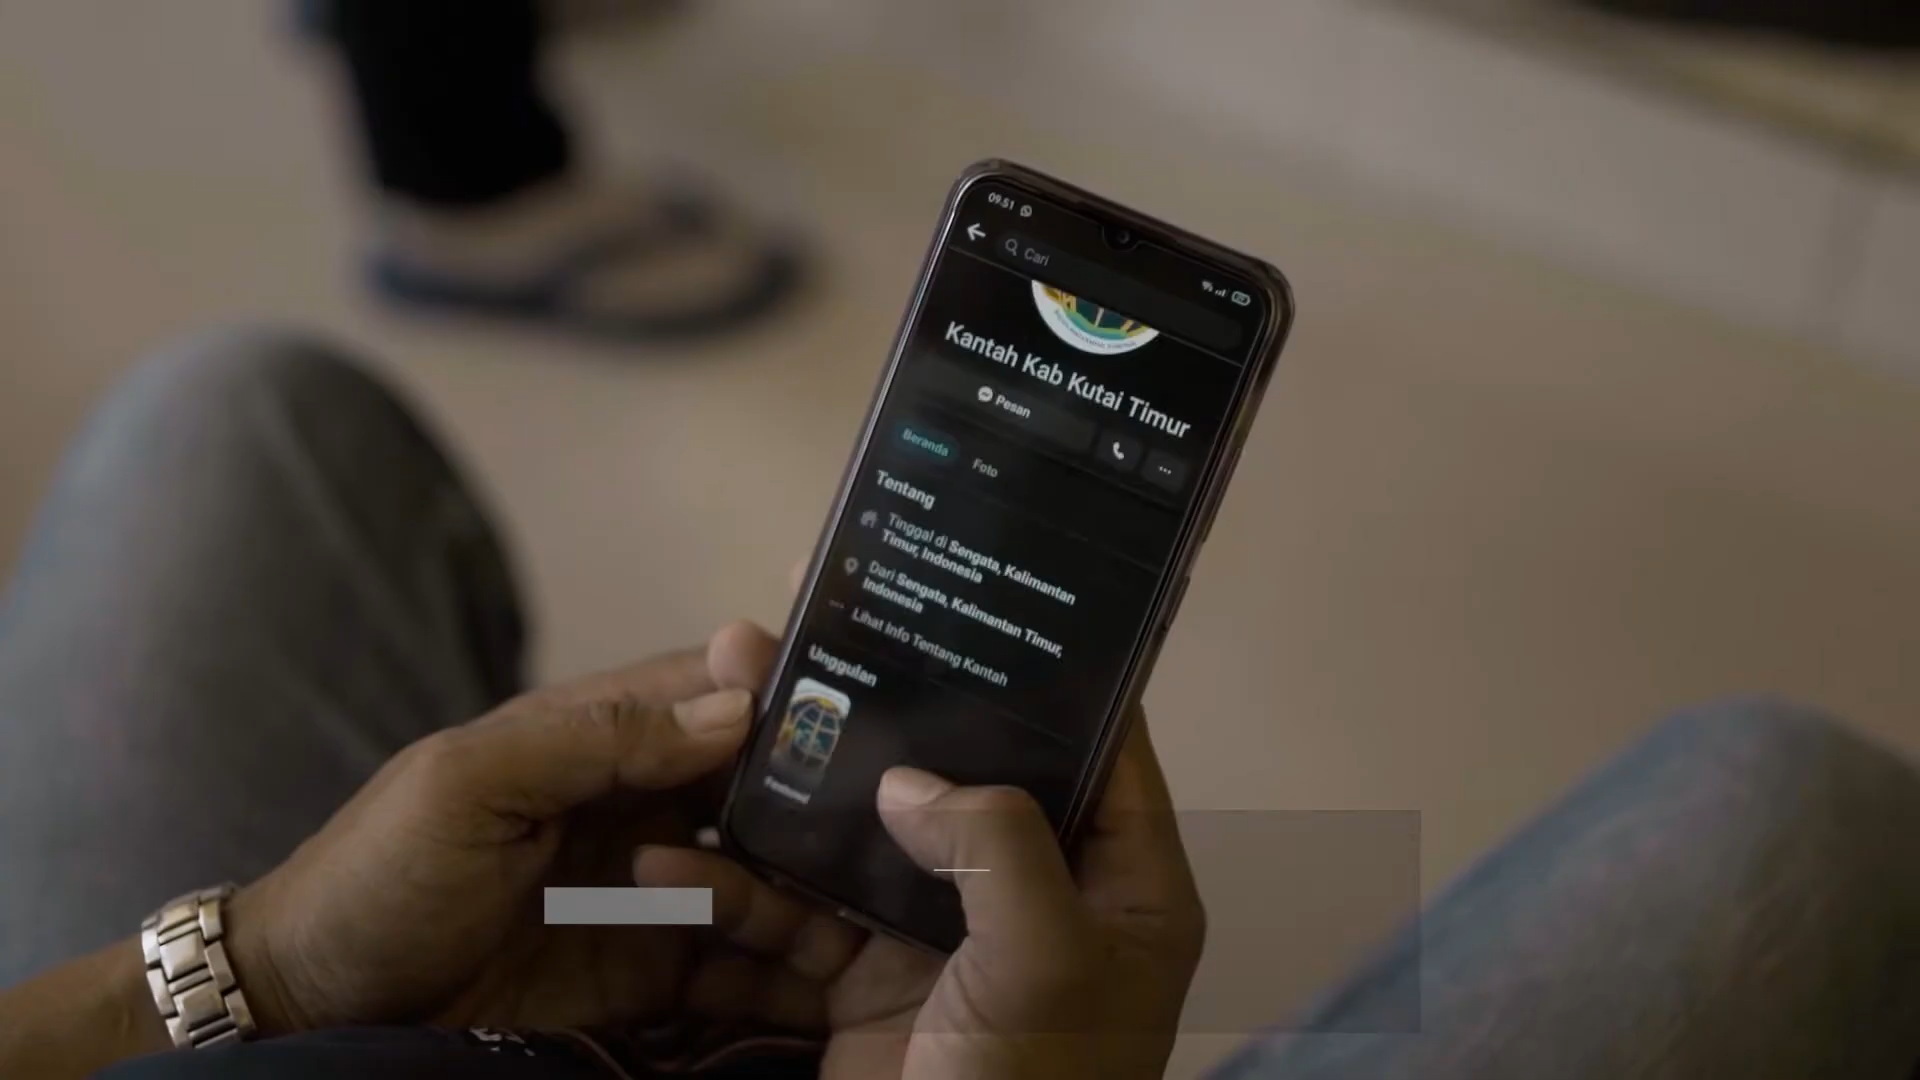 09.51
Cari
Kantah Kab Kutai Timur
Pesan
Beranda
Foto
Tentang
Tinggal di Sengata, Kalimantan
Timur, Indonesia
Dari Sengata, Kalimantan Timur,
Indonesia
Lihat Info Tentang Kantah
Unggulan